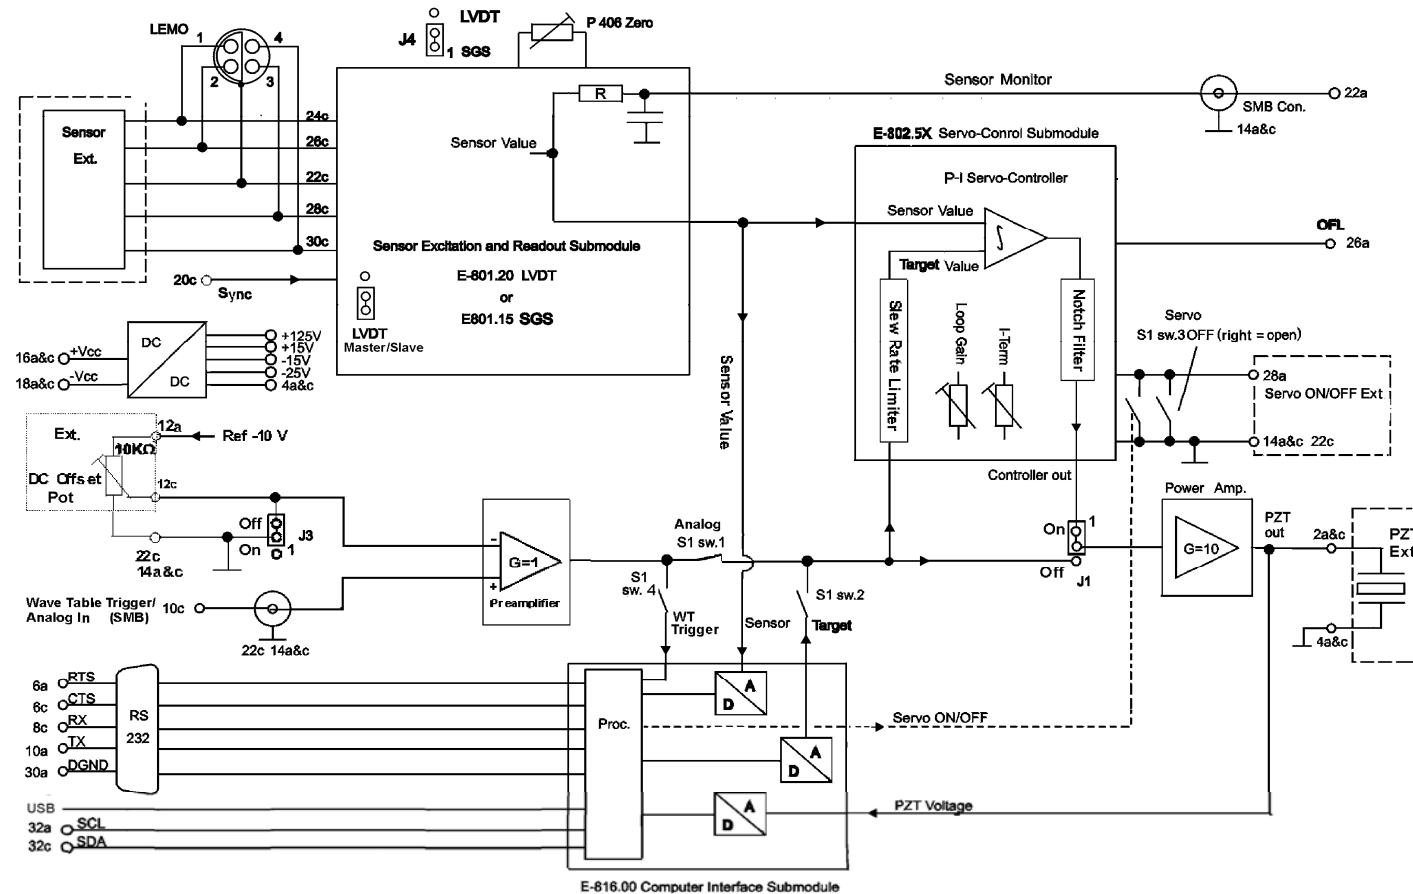 LEMO
1
4
2
3
J4
LVDT
1 SGS
P 406 Zero
Sensor
Ext.
24c
26c
22c
28c
30c
20c
Sync
R
Sensor Value
Sensor Excitation and Readout Submodule
E-801.20 LVDT
or
E801.15 SGS
LVDT
Master/Slave
Sensor Monitor
SMB Con.
22a
14a&c
E-802.5X Servo-Conrol Submodule
P-I Servo-Controller
Sensor Value
Target Value
∫
Slew Rate Limiter
Loop Gain
I-Term
Notch Filter
OFL
26a
Servo
S1 sw.3OFF (right = open)
28a
Servo ON/OFF Ext
14a&c 22c
Controller out
DC
DC
16a&c
+Vcc
18a&c
-Vcc
+125V
+15V
-15V
-25V
4a&c
Ext.
12a
Ref -10 V
10KΩ
DC Offset
Pot
12c
Off
On
1
J3
22c
14a&c
Wave Table Trigger/
Analog In (SMB)
10c
22c 14a&c
-
+
G=1
Preamplifier
Analog
S1 sw.1
S1
sw. 4
WT
Trigger
Sensor Value
Sensor
S1 sw.2
Target
On
1
Off
J1
Power Amp.
G=10
PZT
out
2a&c
PZT
Ext
4a&c
6a
RTS
6c
CTS
8c
RX
10a
TX
30a
DGND
RS
232
USB
32a
SCL
32c
SDA
Proc.
A
D
A
D
A
D
Servo ON/OFF
PZT Voltage
E-816.00 Computer Interface Submodule